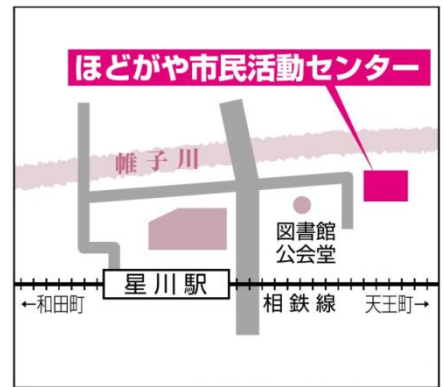 ほどがや市民活動センター
帷子川
図書館
公会堂
星川駅
←和田町
相鉄線
天王町→